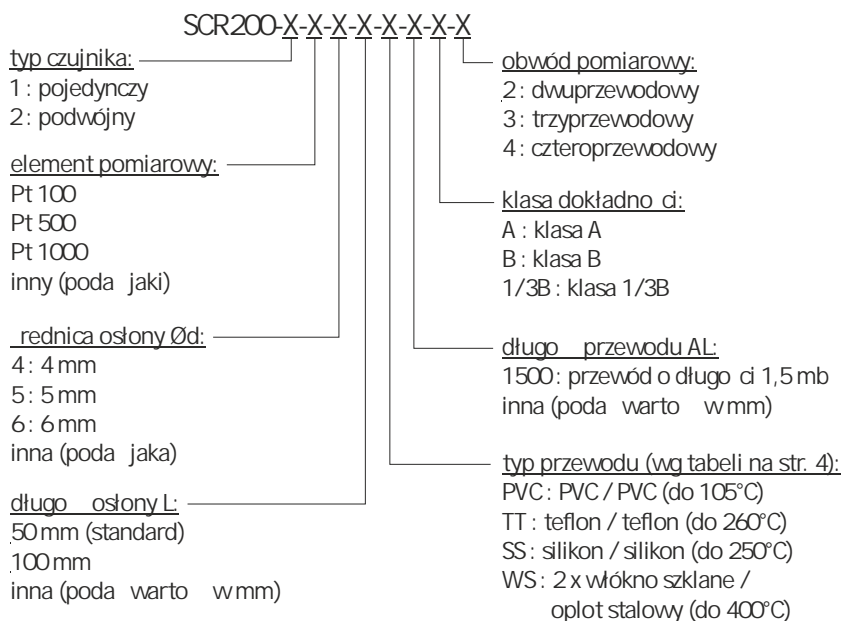 SCR200-X-X-X-X-X-X-X-X
typ czujnika:
1 : pojedynczy
2 : podwójny
element pomiarowy:
Pt 100
Pt 500
Pt 1000
inny (poda jaki)
rednica osłony Ød:
4 : 4 mm
5 : 5 mm
6 : 6 mm
inna (poda jaka)
długo osłony L:
50 mm (standard)
100 mm
inna (poda warto w mm)
obwód pomiarowy:
2 : dwuprzewodowy
3 : trzyprzewodowy
4 : czteroprzewodowy
klasa dokładno ci:
A : klasa A
B : klasa B
1/3B : klasa 1/3B
długo przewodu AL:
1500 : przewód o długo ci 1,5 mb
inna (poda warto w mm)
typ przewodu (wg tabeli na str. 4):
PVC : PVC / PVC (do 105°C)
TT : teflon / teflon (do 260°C)
SS : silikon / silikon (do 250°C)
WS : 2 x włókno szklane /
oplot stalowy (do 400°C)